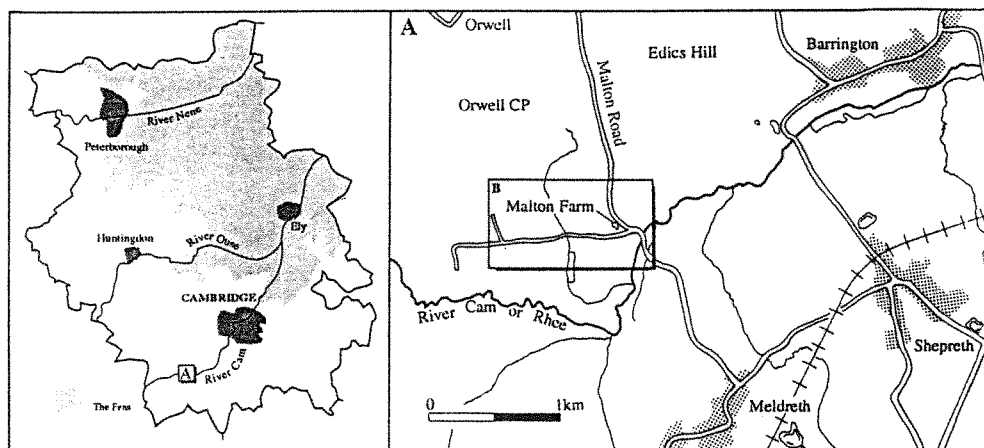 River Nene
Peterborough
Ely
Huntingdon
River Ouse
CAMBRIDGE
River Cam
A
The Fens
A
Orwell
Edics Hill
Barrington
Malton Road
Orwell CP
B
Malton Farm
River Cam or Rhee
Shepreth
Meldreth
0 1km